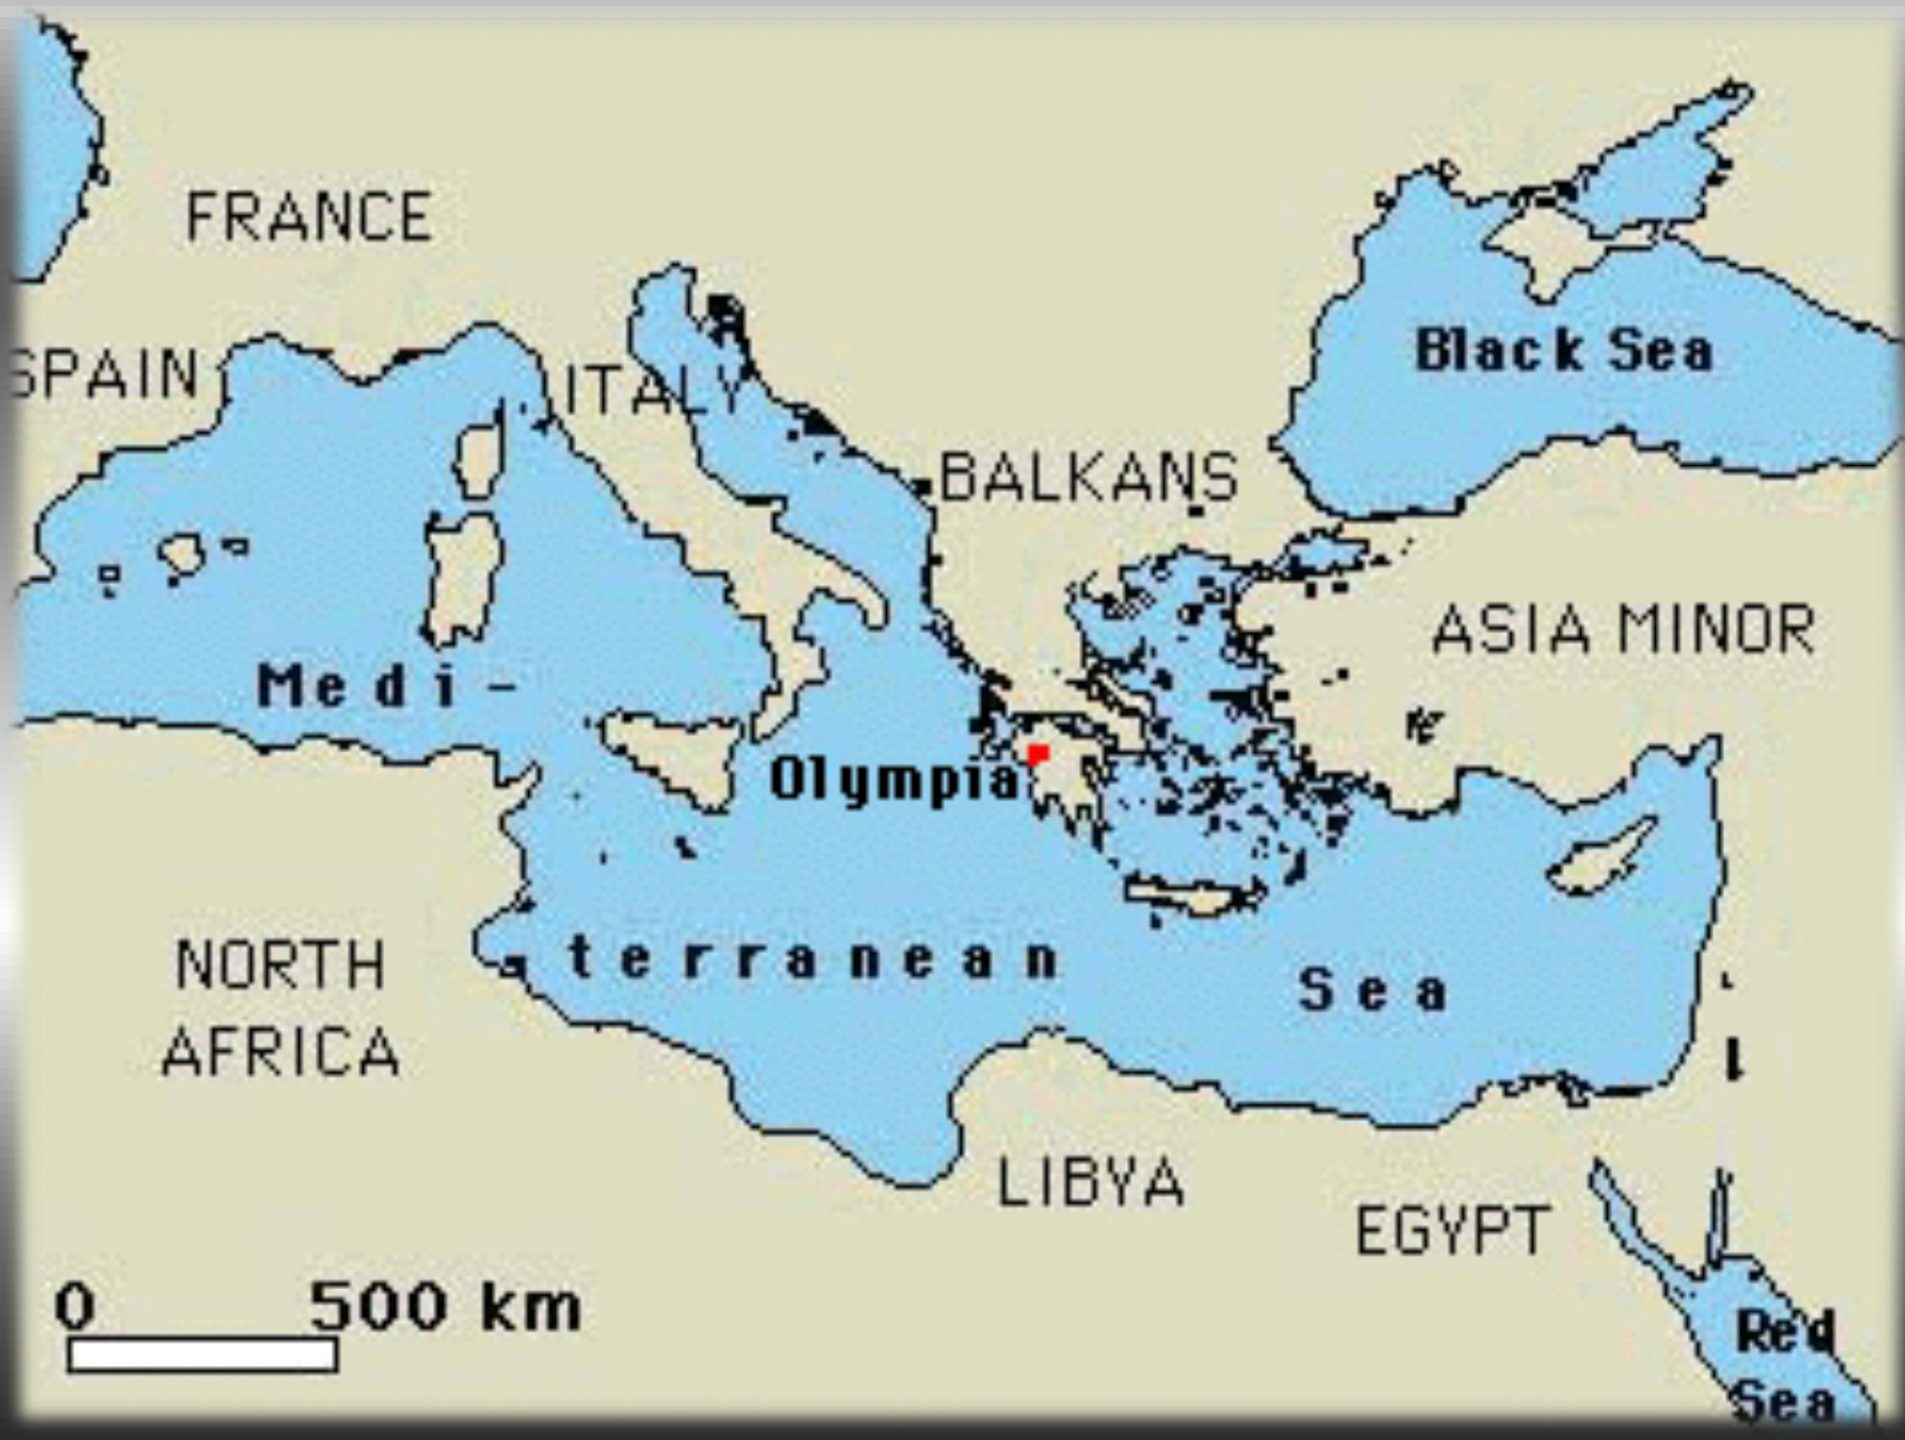 FRANCE
SPAIN
ITALY
Black Sea
BALKANS
ASIA MINOR
Medi-
Olympia
terranean
Sea
NORTH
AFRICA
LIBYA
EGYPT
0 500 km
Red
Sea